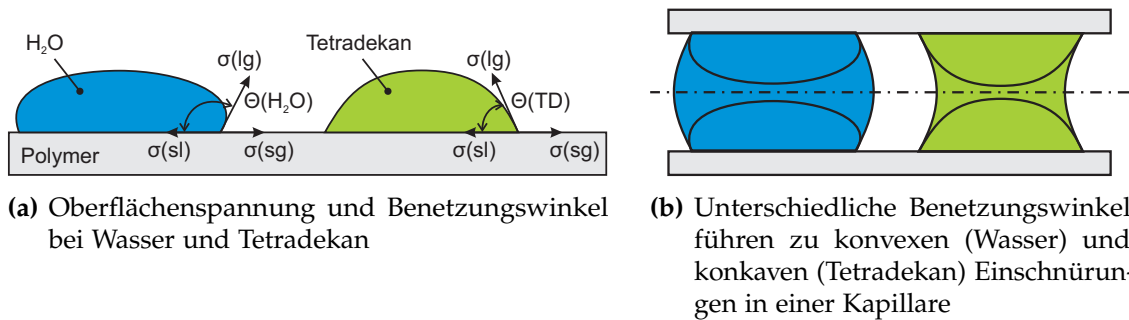 H₂O
σ(lg)
Θ(H₂O)
Tetradekan
σ(lg)
Θ(TD)
Polymer
σ(sl)
σ(sg)
σ(sl)
σ(sg)
(a) Oberflächenspannung und Benetzungswinkel
bei Wasser und Tetradekan
(b) Unterschiedliche Benetzungswinkel
führen zu konvexen (Wasser) und
konkaven (Tetradekan) Einschnürun-
gen in einer Kapillare